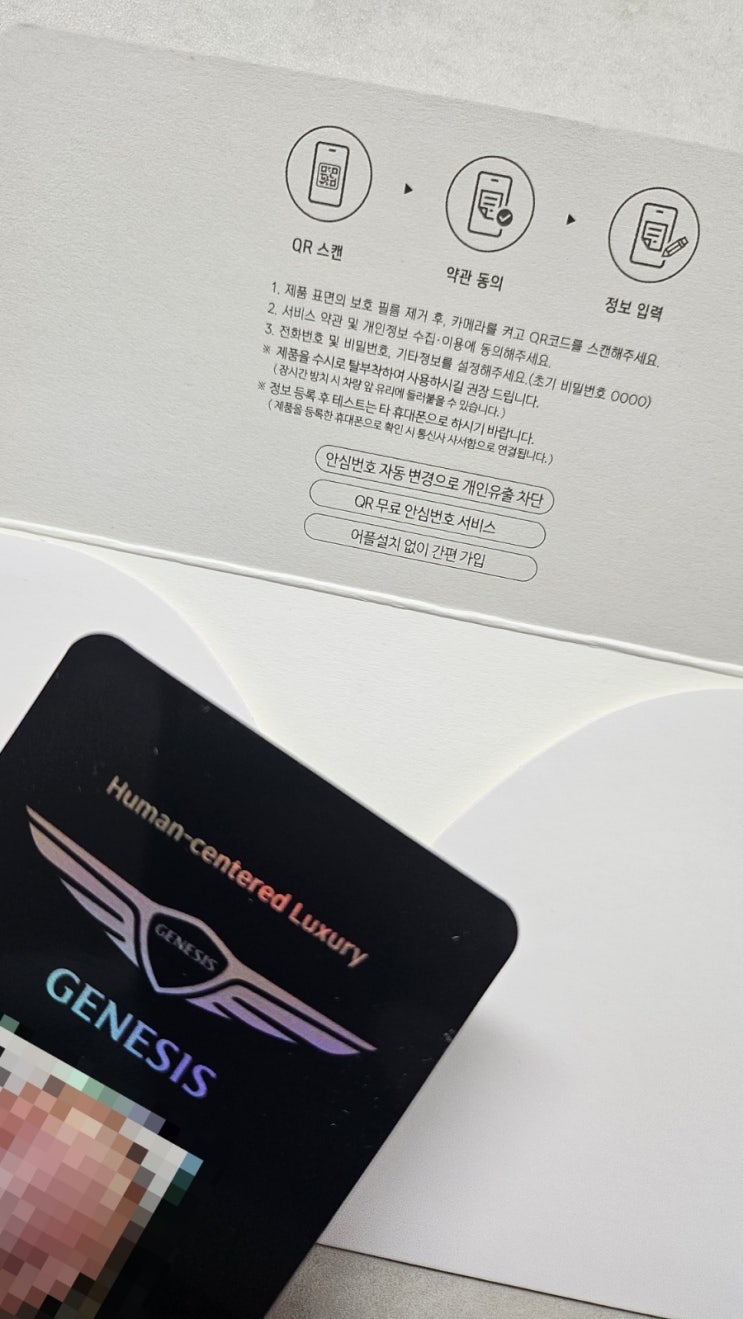 QR 스캔
약관 동의
정보 입력
1. 제품 표면의 보호 필름 제거 후, 카메라를 켜고 QR코드를 스캔해주세요.
2. 서비스 약관 및 개인정보 수집·이용에 동의해주세요.
3. 전화번호 및 비밀번호, 기타정보를 설정해주세요.(초기 비밀번호 0000)
※ 제품을 수시로 탈부착하여 사용하시길 권장 드립니다.
( 장시간 방치 시 차량 앞 유리에 들러붙을 수 있습니다. )
※ 정보 등록 후 테스트는 타 휴대폰으로 하시기 바랍니다.
( 제품을 등록한 휴대폰으로 확인 시 통신사 사서함으로 연결됩니다. )
안심번호 자동 변경으로 개인유출 차단
QR 무료 안심번호 서비스
어플설치 없이 간편 가입
Human-centered Luxury
GENESIS
GENESIS